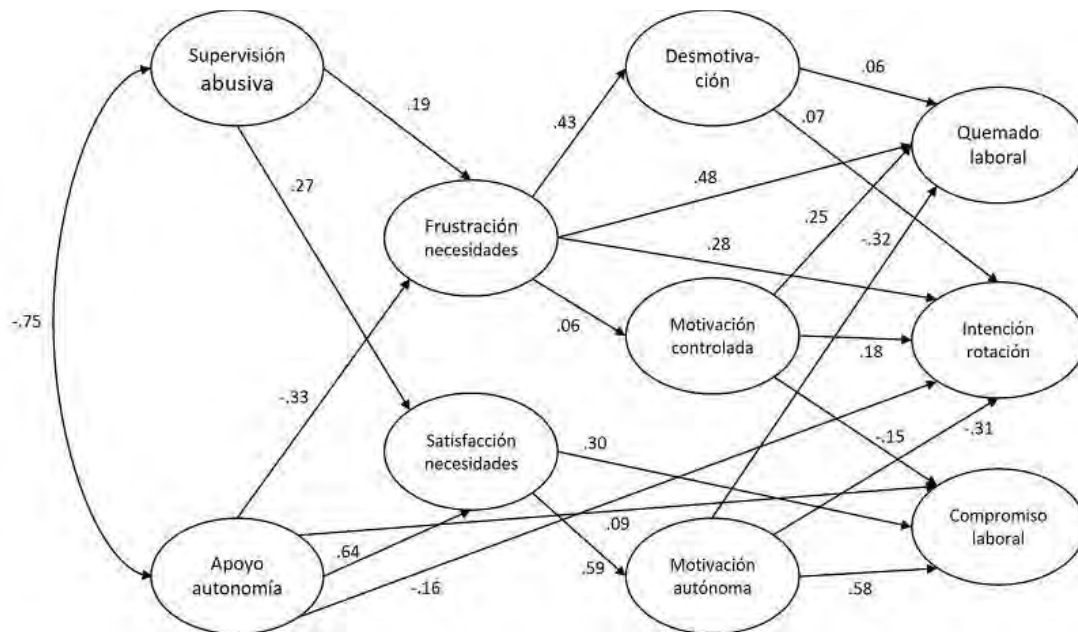 Supervisión
abusiva
Desmotiva-
ción
.06
.19
.07
.43
Quemado
laboral
.27
.48
Frustración
necesidades
.25
-.32
.28
-.75
.06
Motivación
controlada
Intención
rotación
.18
-.33
Satisfacción
necesidades
.30
-.15
-.31
.09
Compromiso
laboral
Apoyo
autonomía
.64
-.16
.59
Motivación
autónoma
.58